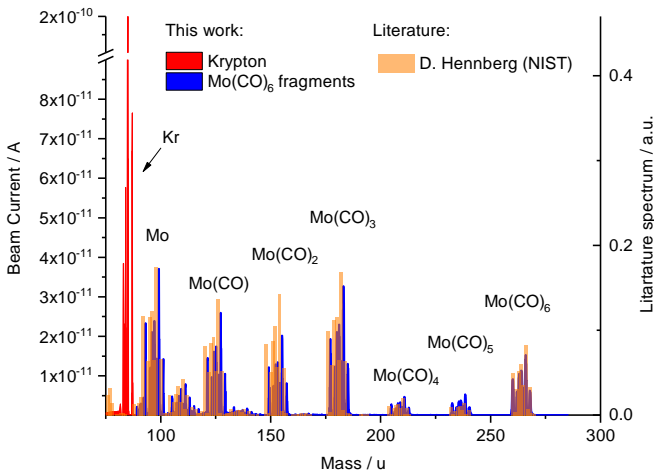 This work:
Krypton
Mo(CO)₆ fragments
Literature:
D. Hennberg (NIST)
2x10⁻¹⁰
8x10⁻¹¹
7x10⁻¹¹
6x10⁻¹¹
5x10⁻¹¹
4x10⁻¹¹
3x10⁻¹¹
2x10⁻¹¹
1x10⁻¹¹
Beam Current / A
Kr
Mo
Mo(CO)
Mo(CO)₂
Mo(CO)₃
Mo(CO)₄
Mo(CO)₅
Mo(CO)₆
0.4
0.2
0.0
Litartature spectrum / a.u.
100
150
200
250
300
Mass / u